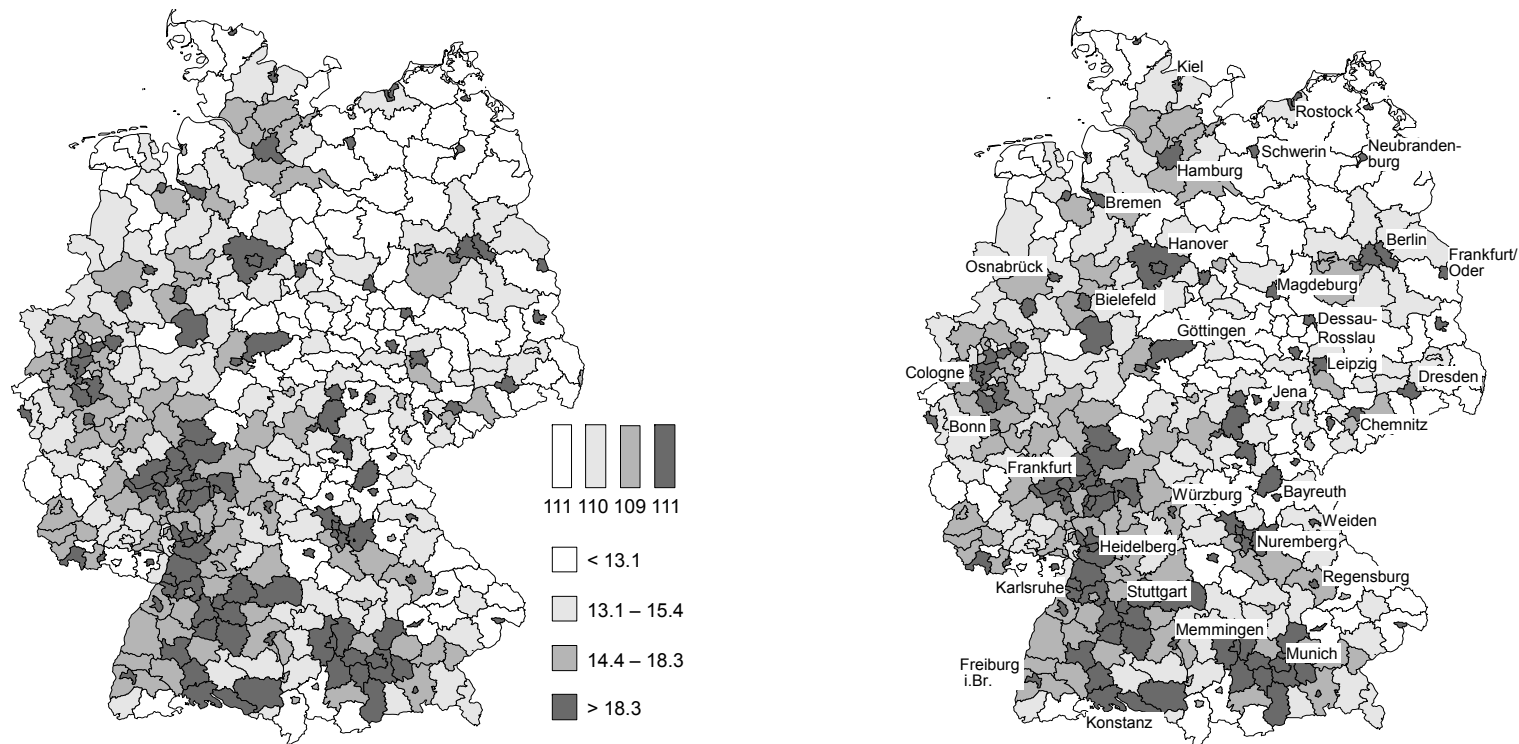 111 110 109 111
< 13.1
13.1 – 15.4
14.4 – 18.3
> 18.3
Kiel
Rostock
Schwerin
Neubranden-
burg
Hamburg
Bremen
Hanover
Berlin
Frankfurt/
Oder
Osnabrück
Magdeburg
Bielefeld
Göttingen
Dessau-
Rosslau
Cologne
Leipzig
Dresden
Jena
Bonn
Chemnitz
Frankfurt
Würzburg
Bayreuth
Weiden
Nuremberg
Heidelberg
Karlsruhe
Stuttgart
Regensburg
Memmingen
Munich
Freiburg
i.Br.
Konstanz